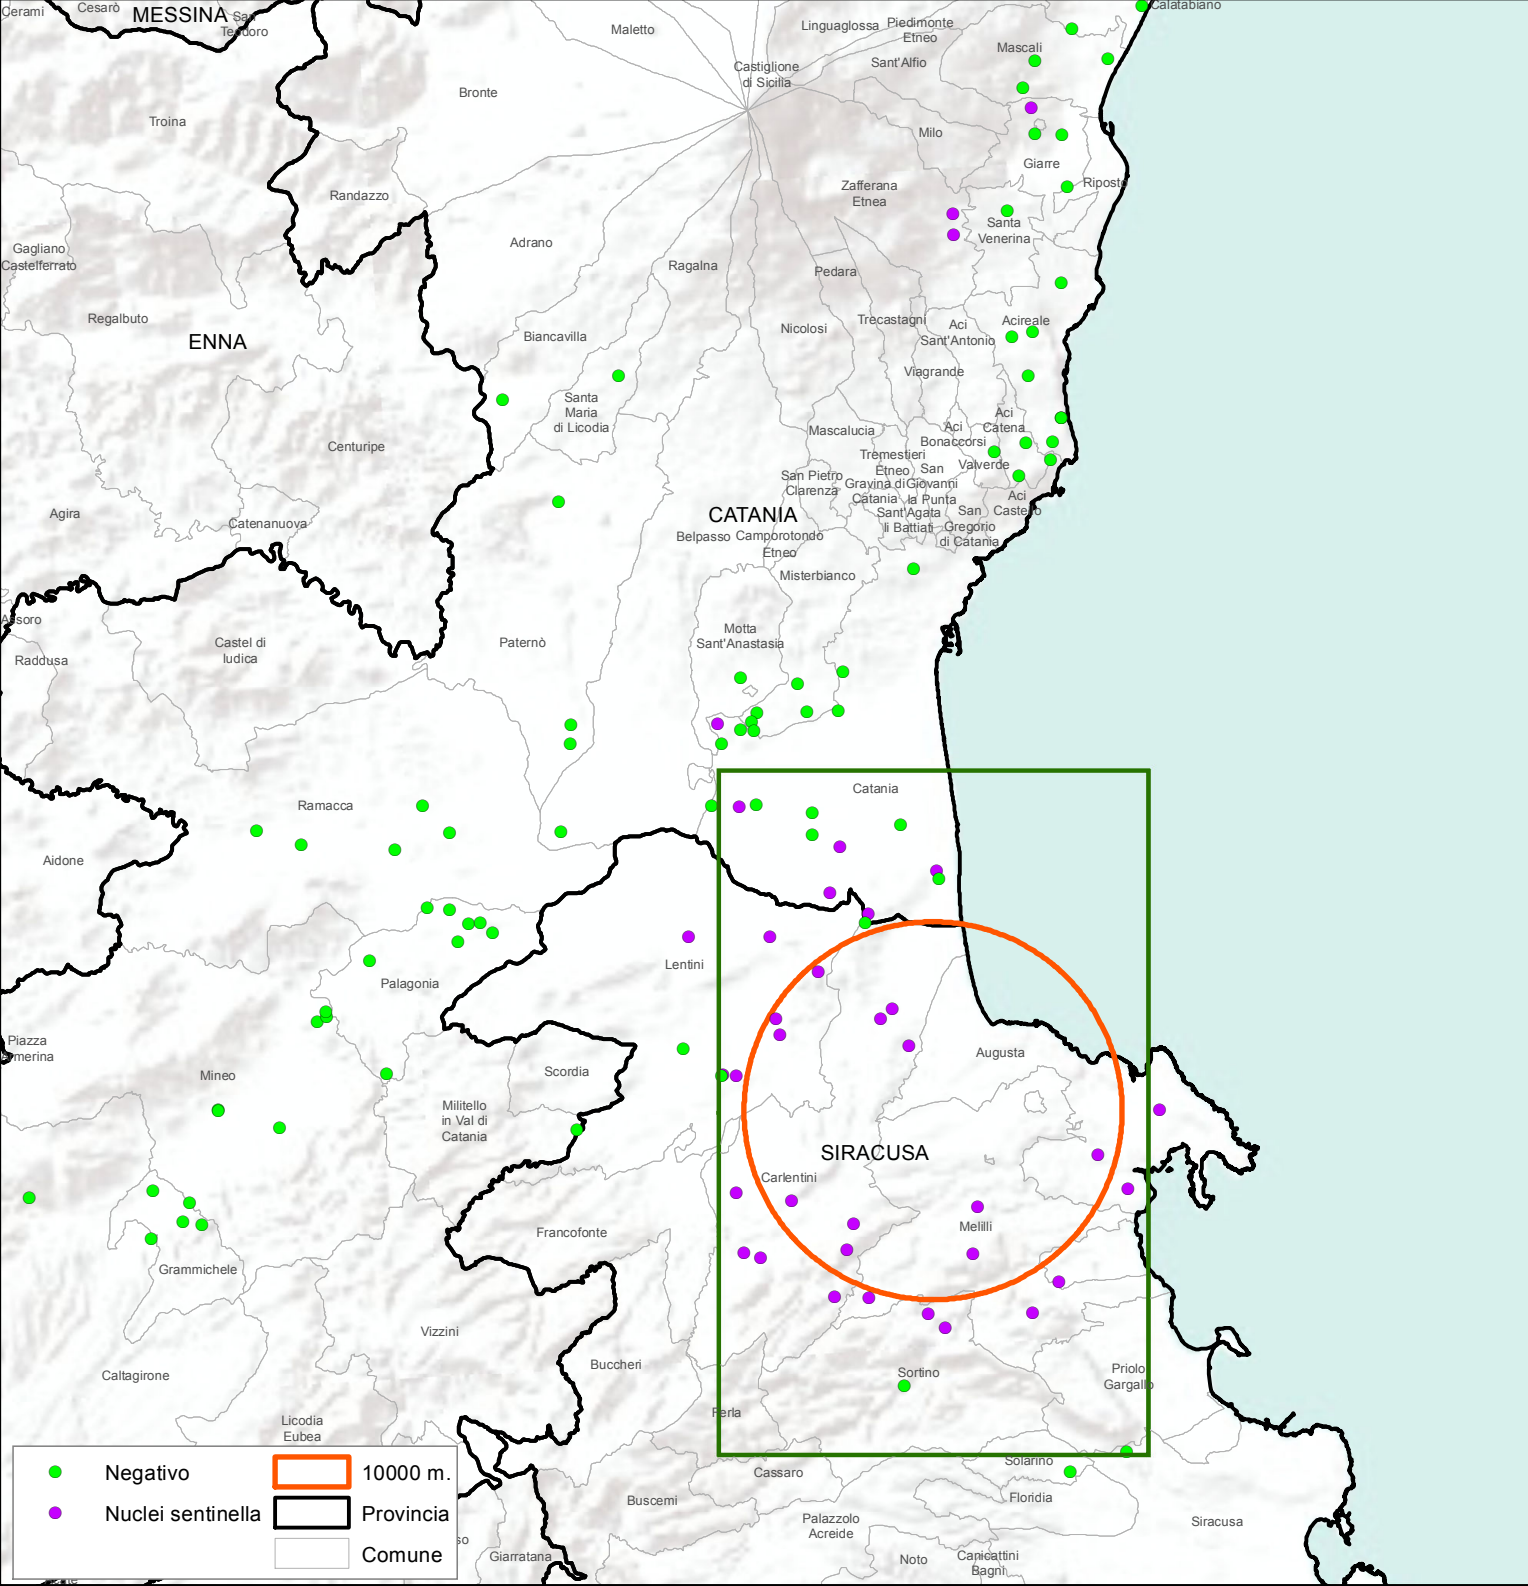 Cerami
Cesarò
MESSINA
San
Teodoro
Maletto
Linguaglossa
Piedimonte
Etneo
Calatabiano
Mascali
Castiglione
di Sicilia
Sant'Alfio
Bronte
Troina
Milo
Giarre
Randazzo
Zafferana
Etnea
Riposto
Santa
Venerina
Gagliano
Castelferrato
Adrano
Ragalna
Pedara
Regalbuto
ENNA
Biancavilla
Nicolosi
Trecastagni
Aci
Sant'Antonio
Acireale
Viagrande
Santa
Maria
di Licodia
Centuripe
Mascalucia
Aci
Bonaccorsi
Aci
Catena
Tremestieri
Etneo
San Pietro
Clarenza
Gravina di
Catania
San
Giovanni
la Punta
Valverde
Aci
Castello
Sant'Agata
li Battiati
San
Gregorio
di Catania
Agira
Catenanuova
CATANIA
Belpasso
Camporotondo
Etneo
Misterbianco
Assoro
Raddusa
Castel di
Iudica
Paternò
Motta
Sant'Anastasia
Ramacca
Catania
Aidone
Lentini
Palagonia
Piazza
Armerina
Mineo
Scordia
Augusta
Militello
in Val di
Catania
SIRACUSA
Carlentini
Francofonte
Melilli
Grammichele
Vizzini
Buccheri
Caltagirone
Sortino
Priolo
Gargallo
Licodia
Eubea
Ferla
Cassaro
Solarino
Buscemi
Floridia
Palazzolo
Acreide
Siracusa
Giarratana
Noto
Canicattini
Bagni
Negativo
10000 m.
Nuclei sentinella
Provincia
Comune